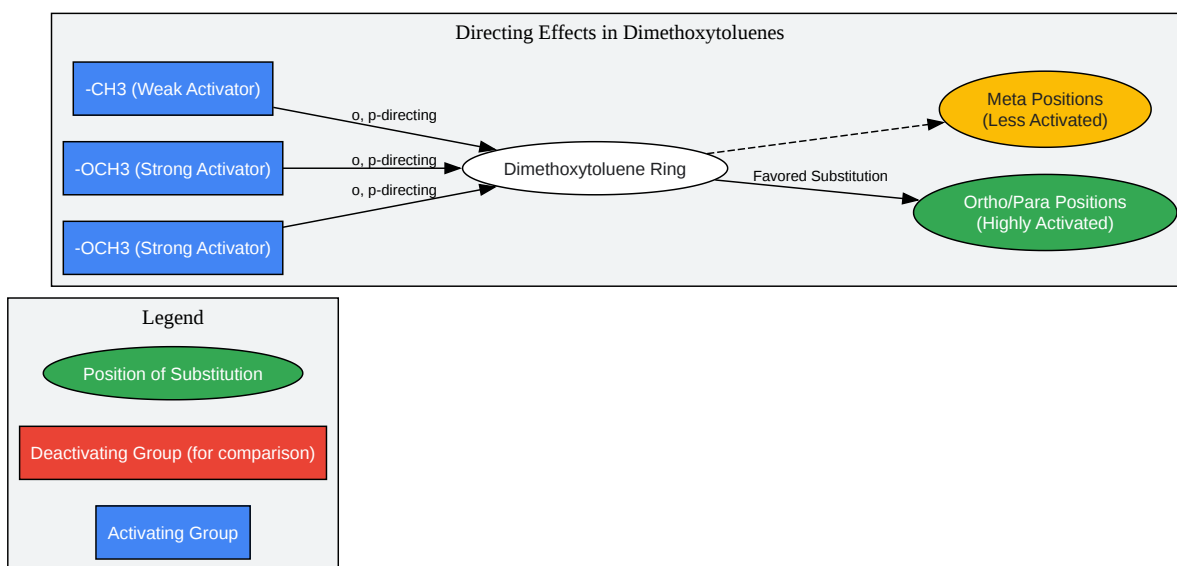 Directing Effects in Dimethoxytoluenes
-CH3 (Weak Activator)
-OCH3 (Strong Activator)
-OCH3 (Strong Activator)
o, p-directing
o, p-directing
o, p-directing
Dimethoxytoluene Ring
Favored Substitution
Meta Positions
(Less Activated)
Ortho/Para Positions
(Highly Activated)
Legend
Position of Substitution
Deactivating Group (for comparison)
Activating Group